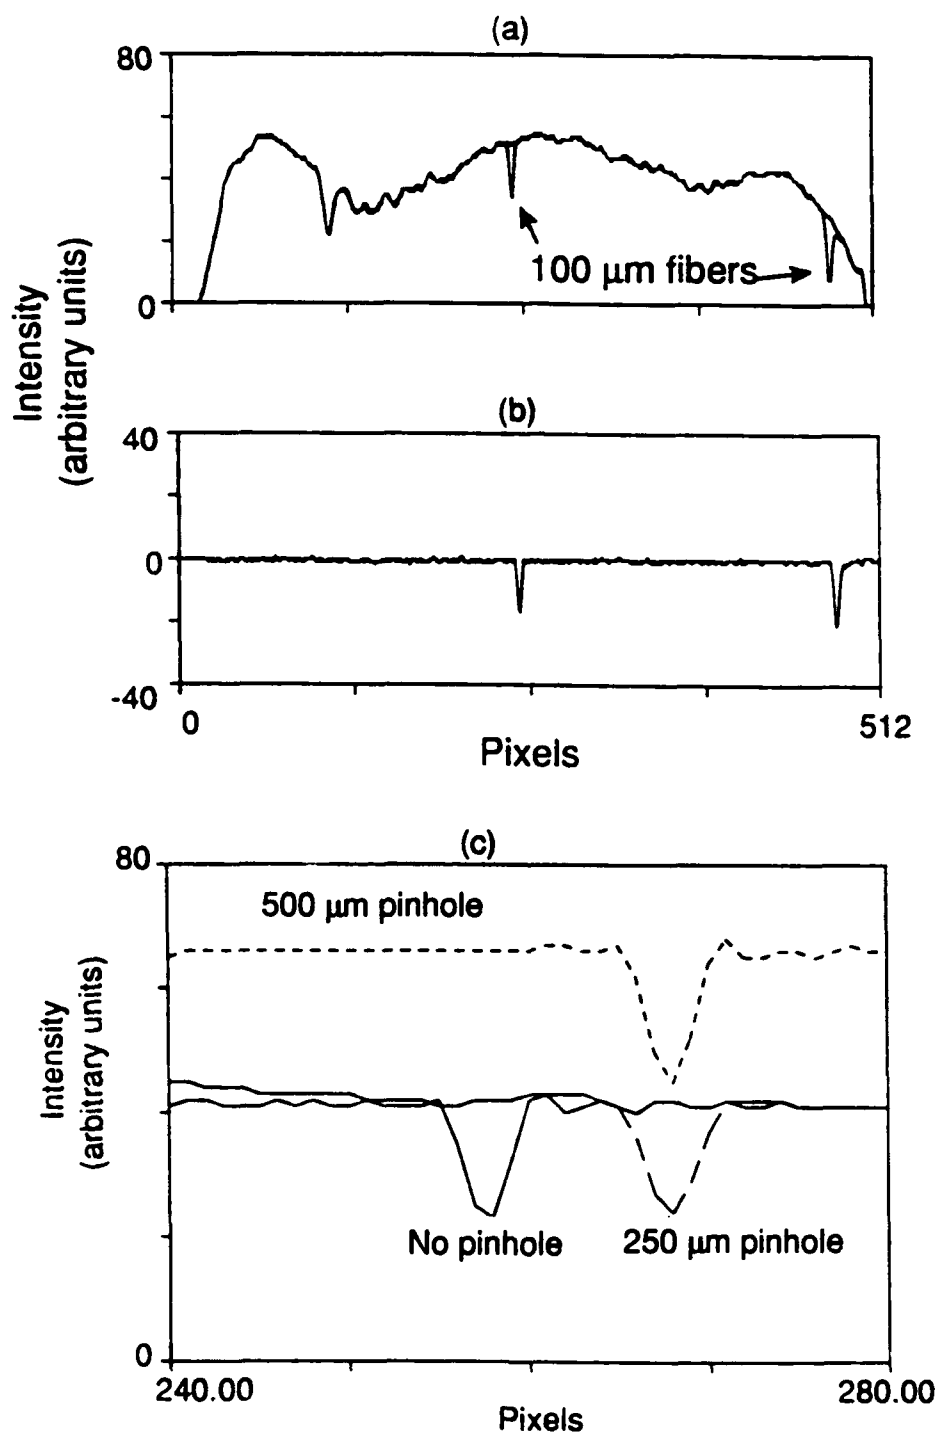 (a)
80
0
100 μm fibers
Intensity
(arbitrary units)
(b)
40
0
-40
0
512
Pixels
(c)
80
500 μm pinhole
Intensity
(arbitrary units)
No pinhole
250 μm pinhole
0
240.00
280.00
Pixels